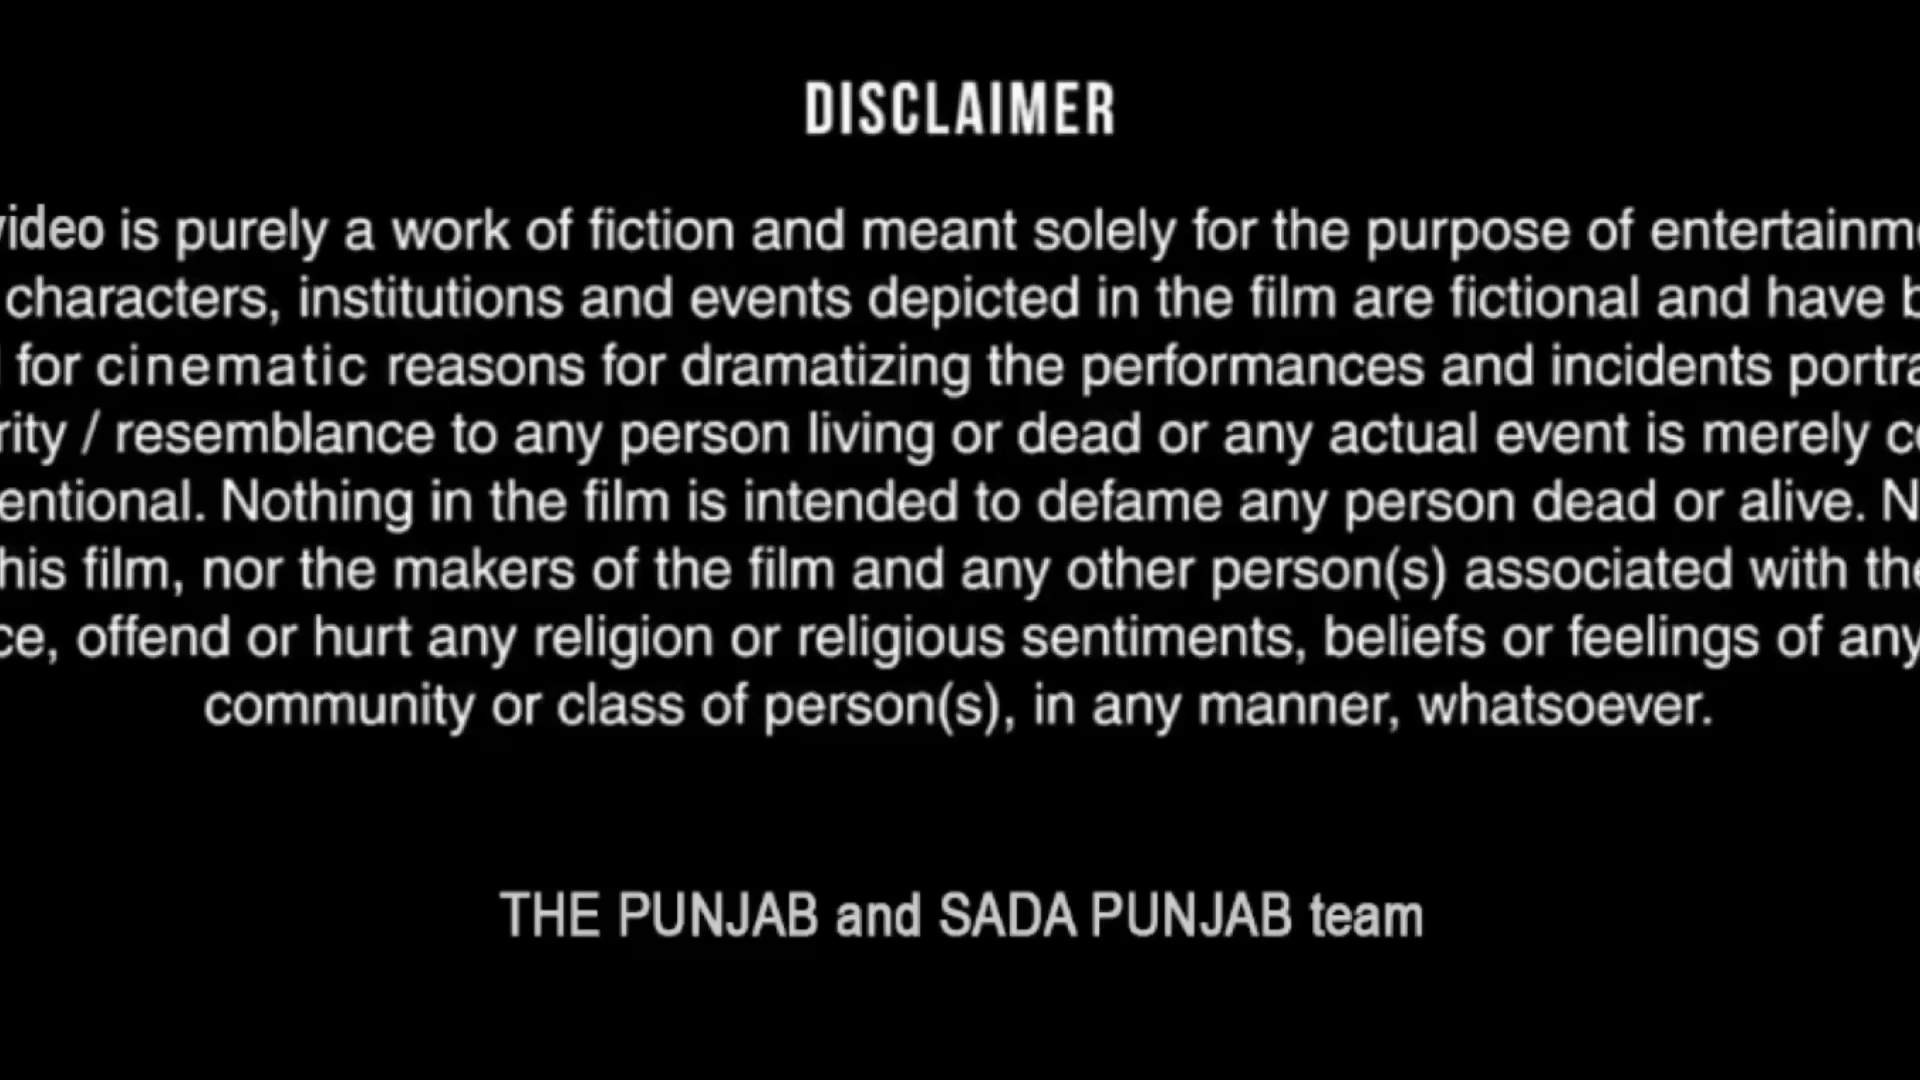 DISCLAIMER
video is purely a work of fiction and meant solely for the purpose of entertainm
characters, institutions and events depicted in the film are fictional and have b
for cinematic reasons for dramatizing the performances and incidents portra
rity / resemblance to any person living or dead or any actual event is merely c
entional. Nothing in the film is intended to defame any person dead or alive. N
his film, nor the makers of the film and any other person(s) associated with the
ce, offend or hurt any religion or religious sentiments, beliefs or feelings of any
community or class of person(s), in any manner, whatsoever.
THE PUNJAB and SADA PUNJAB team